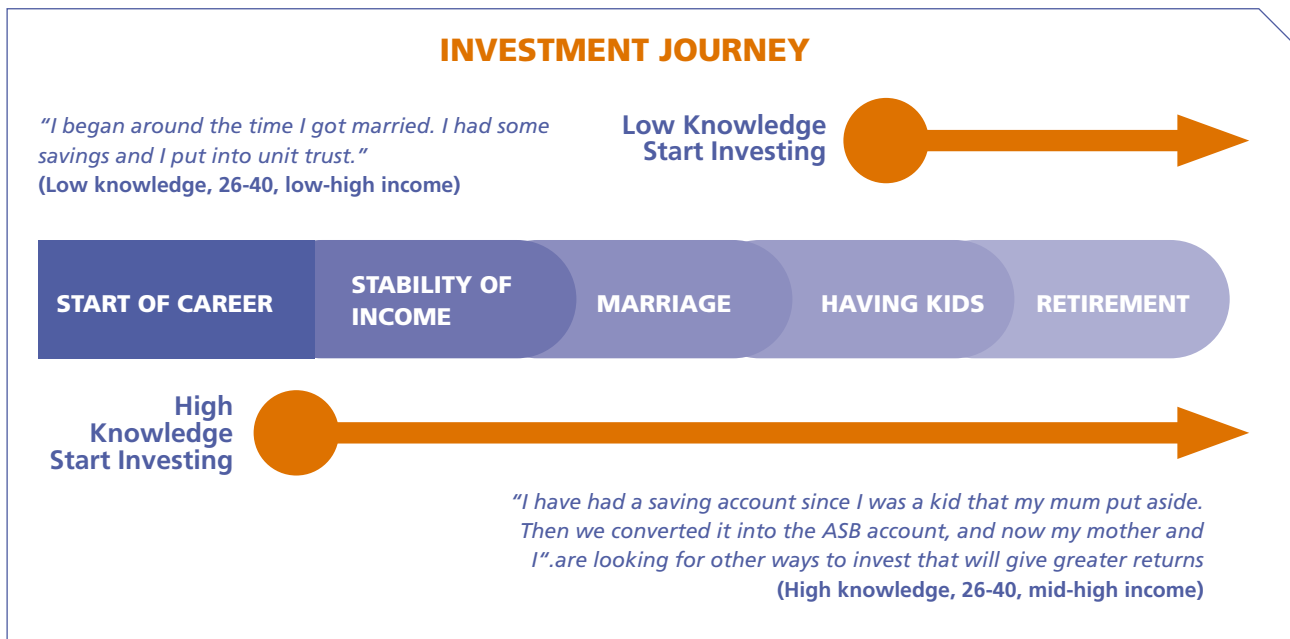 INVESTMENT JOURNEY
“I began around the time I got married. I had some
savings and I put into unit trust.”
(Low knowledge, 26-40, low-high income)
Low Knowledge
Start Investing
START OF CAREER
STABILITY OF
INCOME
MARRIAGE
HAVING KIDS
RETIREMENT
High
Knowledge
Start Investing
“I have had a saving account since I was a kid that my mum put aside.
Then we converted it into the ASB account, and now my mother and
I”.are looking for other ways to invest that will give greater returns
(High knowledge, 26-40, mid-high income)